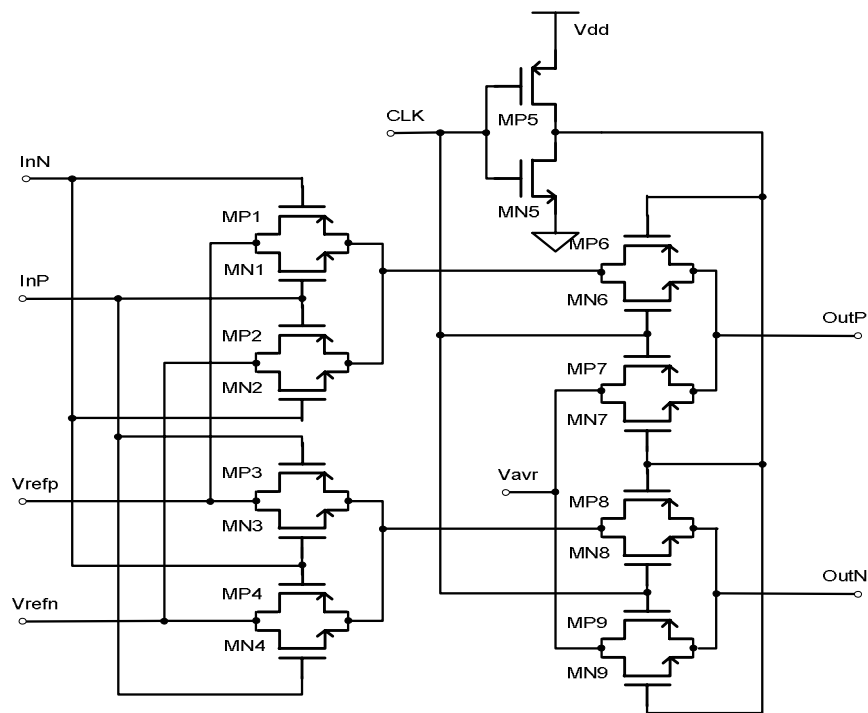 Vdd
CLK
MP5
InN
MN5
MP1
MP6
MN1
InP
MN6
OutP
MP2
MP7
MN2
MN7
MP3
Vavr
Vrefp
MP8
MN3
MN8
OutN
MP4
Vrefn
MP9
MN4
MN9